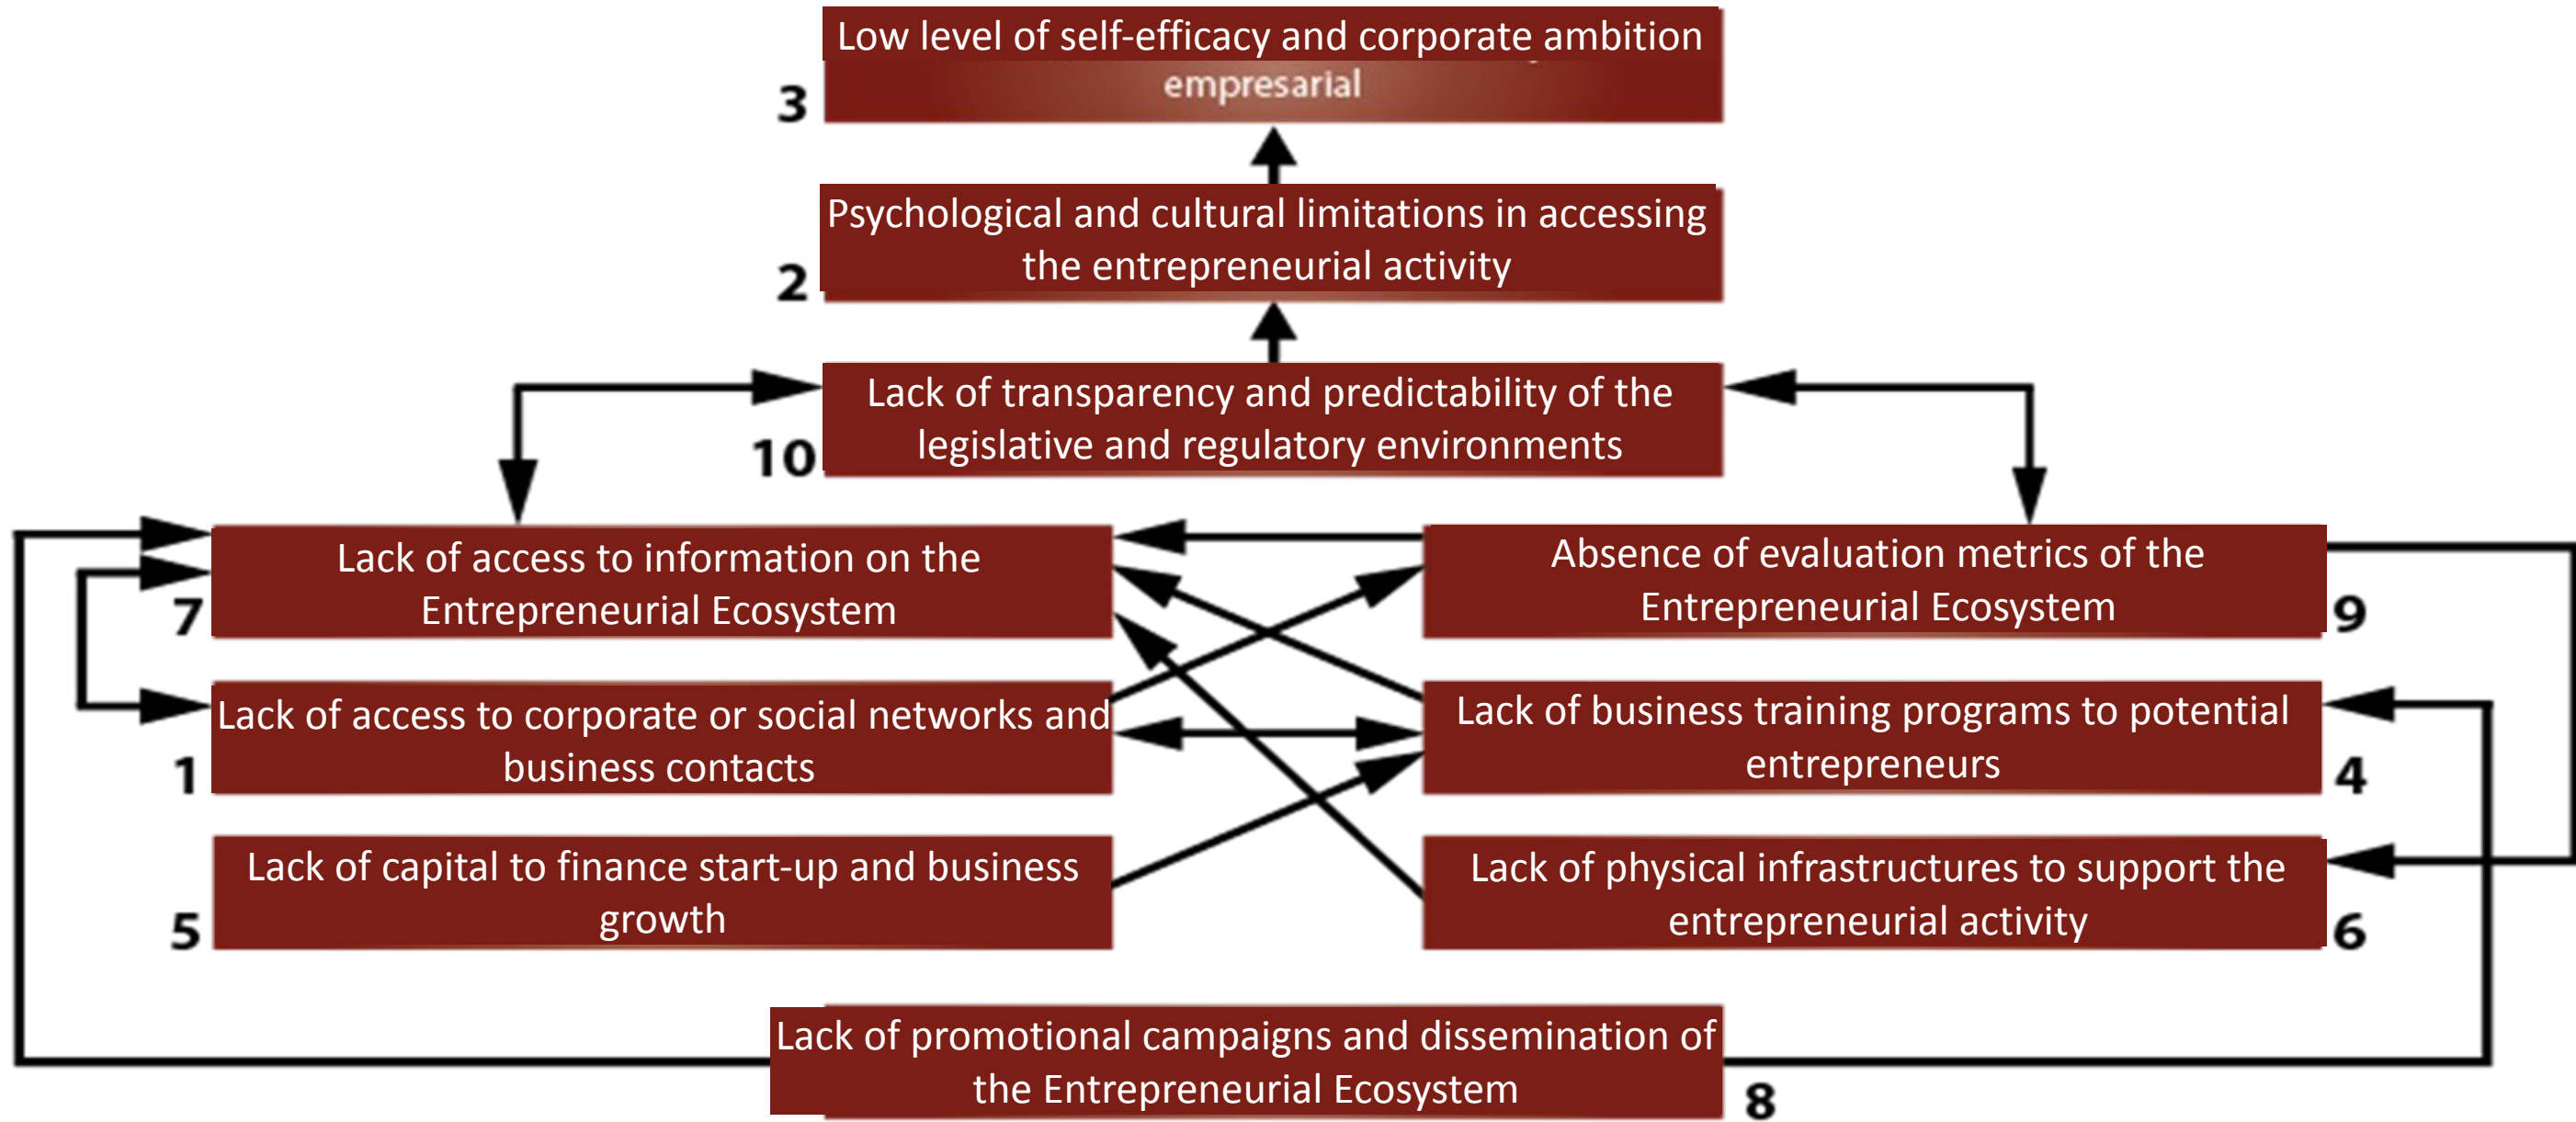 Low level of self-efficacy and corporate ambition
empresarial
3
Psychological and cultural limitations in accessing
the entrepreneurial activity
2
Lack of transparency and predictability of the
legislative and regulatory environments
10
Lack of access to information on the
Entrepreneurial Ecosystem
7
Absence of evaluation metrics of the
Entrepreneurial Ecosystem
9
Lack of access to corporate or social networks and
business contacts
1
Lack of business training programs to potential
entrepreneurs
4
Lack of capital to finance start-up and business
growth
5
Lack of physical infrastructures to support the
entrepreneurial activity
6
Lack of promotional campaigns and dissemination of
the Entrepreneurial Ecosystem
8